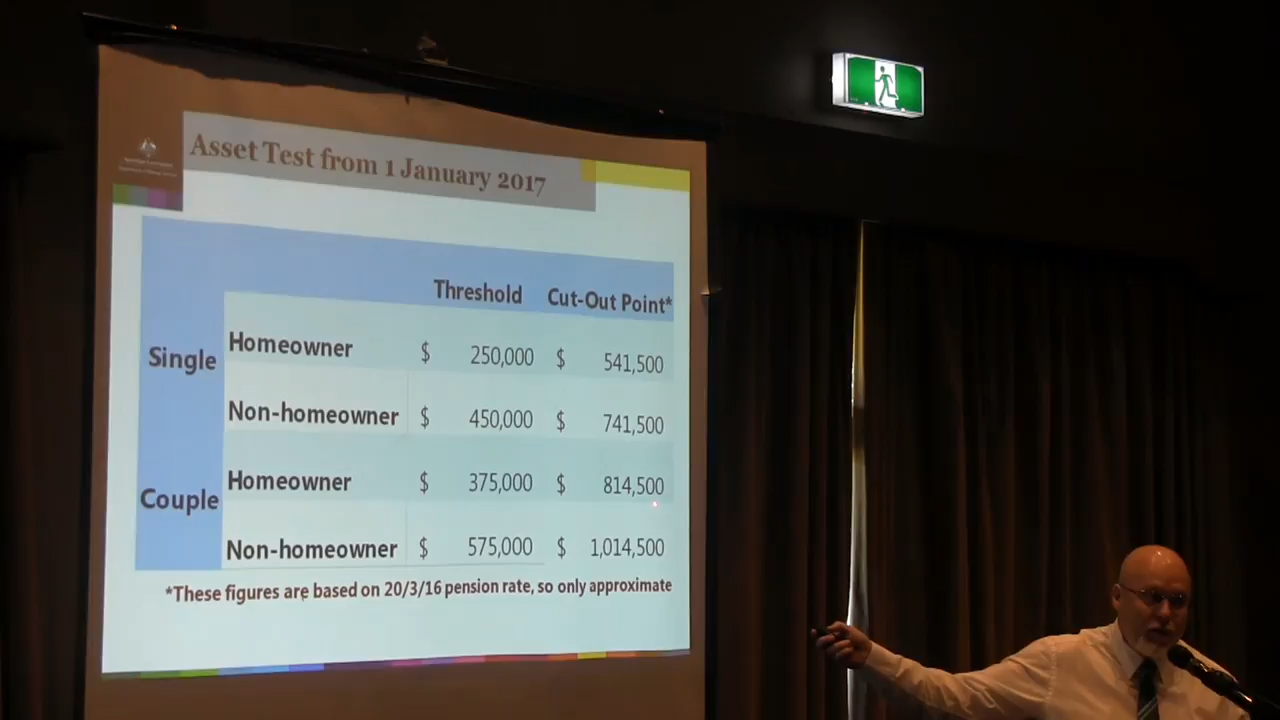 Asset Test from 1 January 2017
Threshold Cut-Out Point*
Single
Homeowner $ 250,000 $ 541,500
Non-homeowner $ 450,000 $ 741,500
Couple
Homeowner $ 375,000 $ 814,500
Non-homeowner $ 575,000 $ 1,014,500
*These figures are based on 20/3/16 pension rate, so only approximate